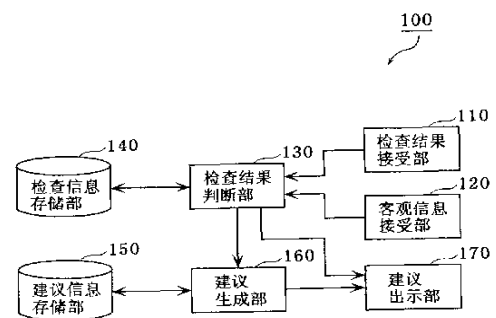 100
110
检查结果
接受部
140
检查信息
存储部
130
检查结果
判断部
120
客观信息
接受部
150
建议信息
存储部
160
建议
生成部
170
建议
出示部